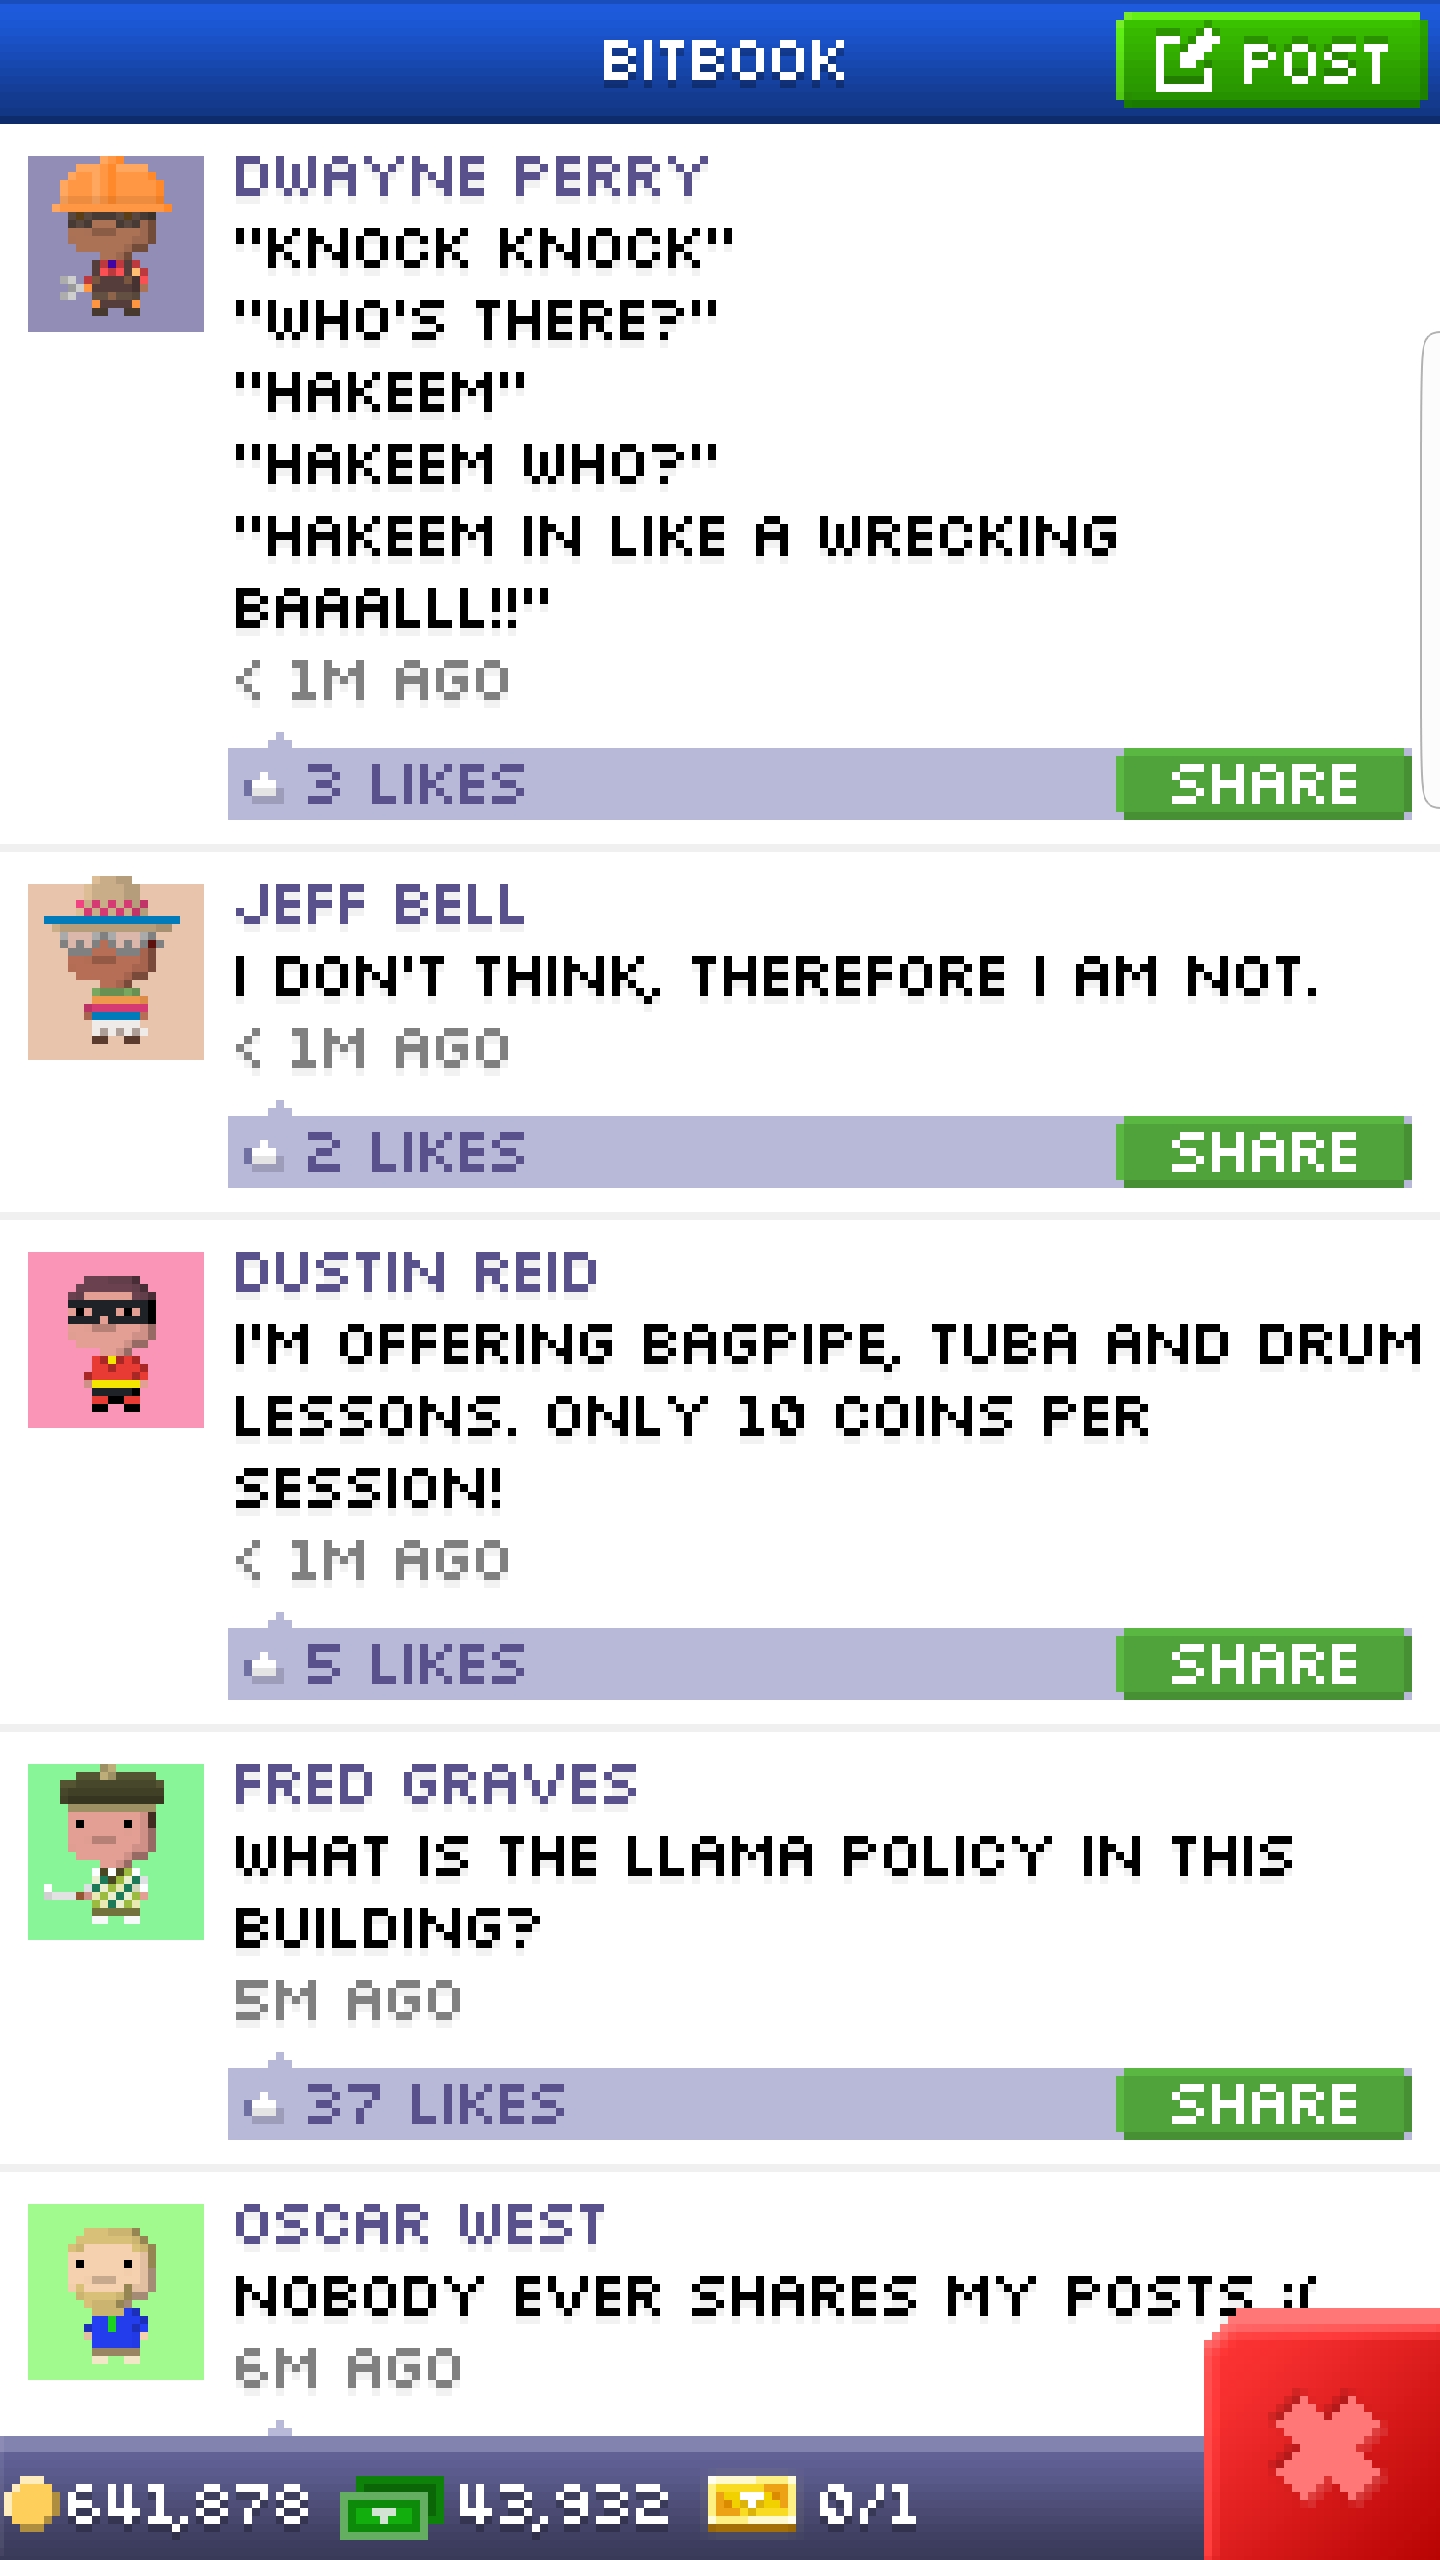 BITBOOK
POST
DWAYNE PERRY
"KNOCK KNOCK"
"WHO'S THERE?"
"HAKEEM"
"HAKEEM WHO?"
"HAKEEM IN LIKE A WRECKING
BAAALLL!!"
< 1M AGO
3 LIKES
SHARE
JEFF BELL
I DON'T THINK, THEREFORE I AM NOT.
< 1M AGO
2 LIKES
SHARE
DUSTIN REID
I'M OFFERING BAGPIPE, TUBA AND DRUM
LESSONS. ONLY 10 COINS PER
SESSION!
< 1M AGO
5 LIKES
SHARE
FRED GRAVES
WHAT IS THE LLAMA POLICY IN THIS
BUILDING?
5M AGO
37 LIKES
SHARE
OSCAR WEST
NOBODY EVER SHARES MY POSTS :(
6M AGO
641,878
43,932
0/1